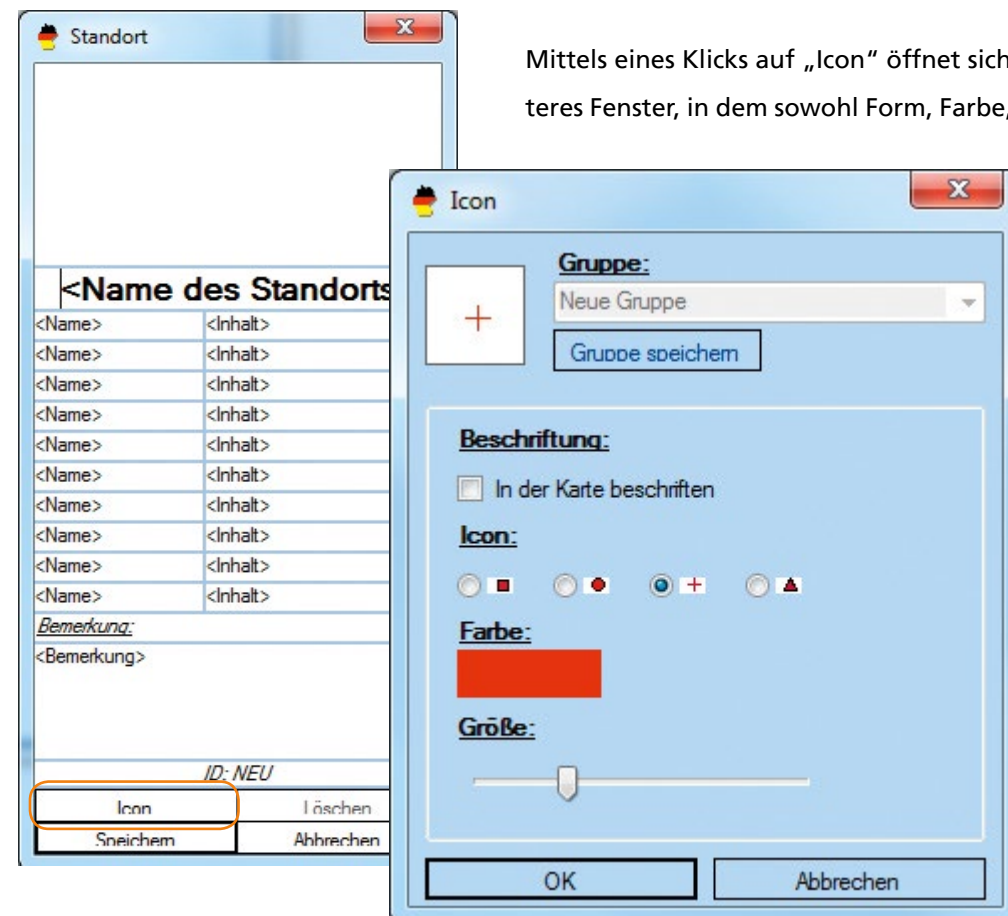 Standort
Mittels eines Klicks auf „Icon“ öffnet sich
teres Fenster, in dem sowohl Form, Farbe,
<Name des Standorts
<Name> <Inhalt>
<Name> <Inhalt>
<Name> <Inhalt>
<Name> <Inhalt>
<Name> <Inhalt>
<Name> <Inhalt>
<Name> <Inhalt>
<Name> <Inhalt>
<Name> <Inhalt>
<Name> <Inhalt>
Bemerkung:
<Bemerkung>
ID: NEU
Icon Löschen
Speichern Abbrechen
Icon
Gruppe:
Neue Gruppe
Gruppe speichern
Beschriftung:
In der Karte beschriften
Icon:
Farbe:
Größe:
OK Abbrechen